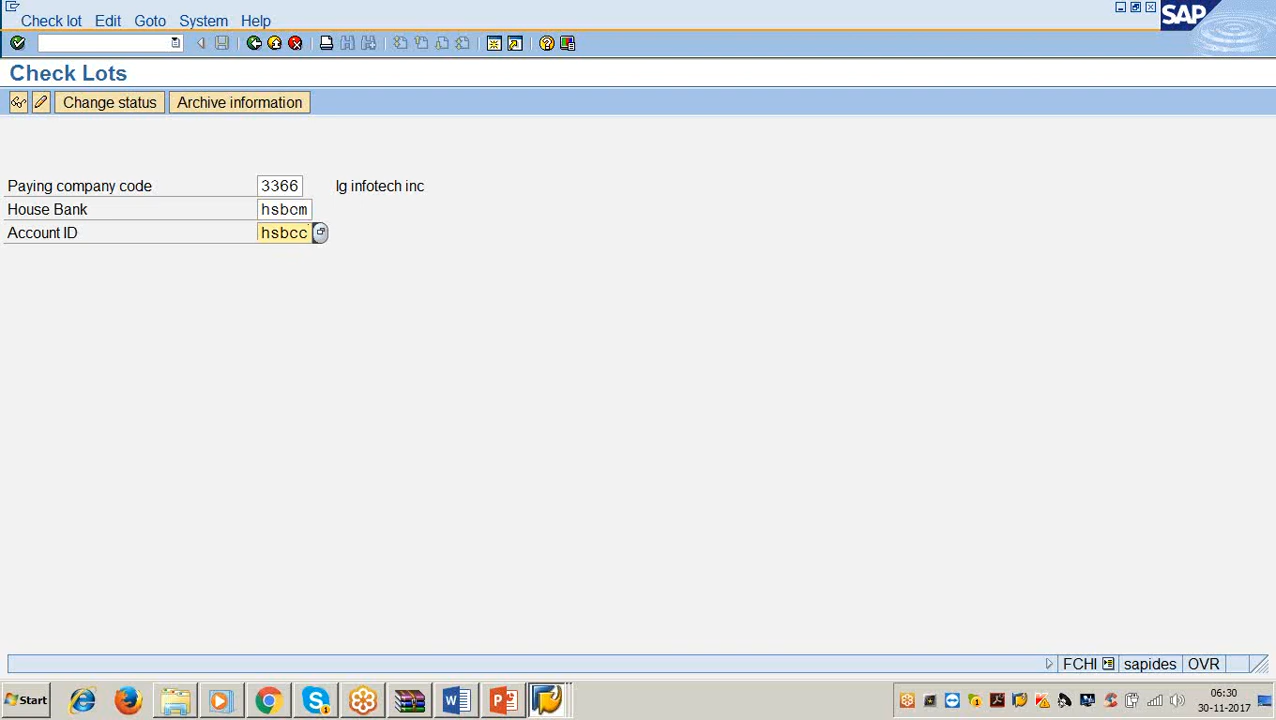 Check lot Edit Goto System Help
SAP
Check Lots
Change status Archive information
Paying company code 3366 lg infotech inc
House Bank hsbcm
Account ID hsbcc
FCHI sapides OVR
Start
06:30
30-11-2017